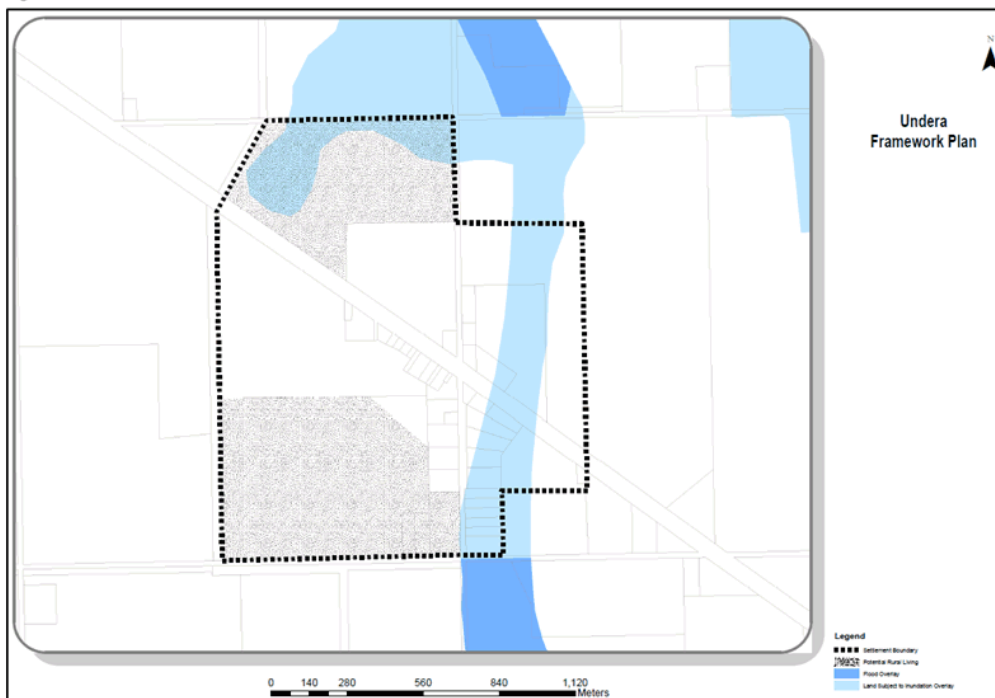 N
Undera
Framework Plan
Legend
Settlement Boundary
Potential Rural Living
Flood Overlay
Land Subject to Inundation Overlay
0 140 280 560 840 1,120
Meters